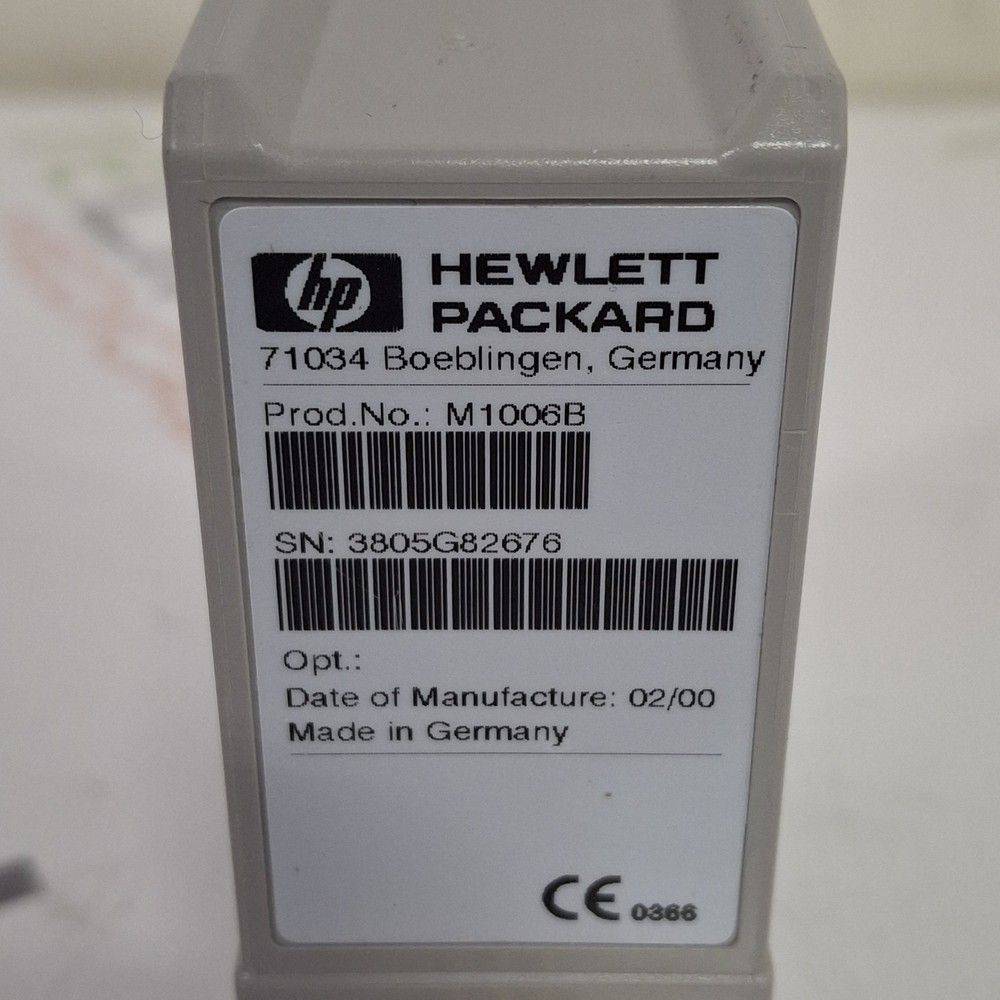 hp HEWLETT
PACKARD
71034 Boeblingen, Germany
Prod.No.: M1006B
SN: 3805G82676
Opt.:
Date of Manufacture: 02/00
Made in Germany
CE 0366